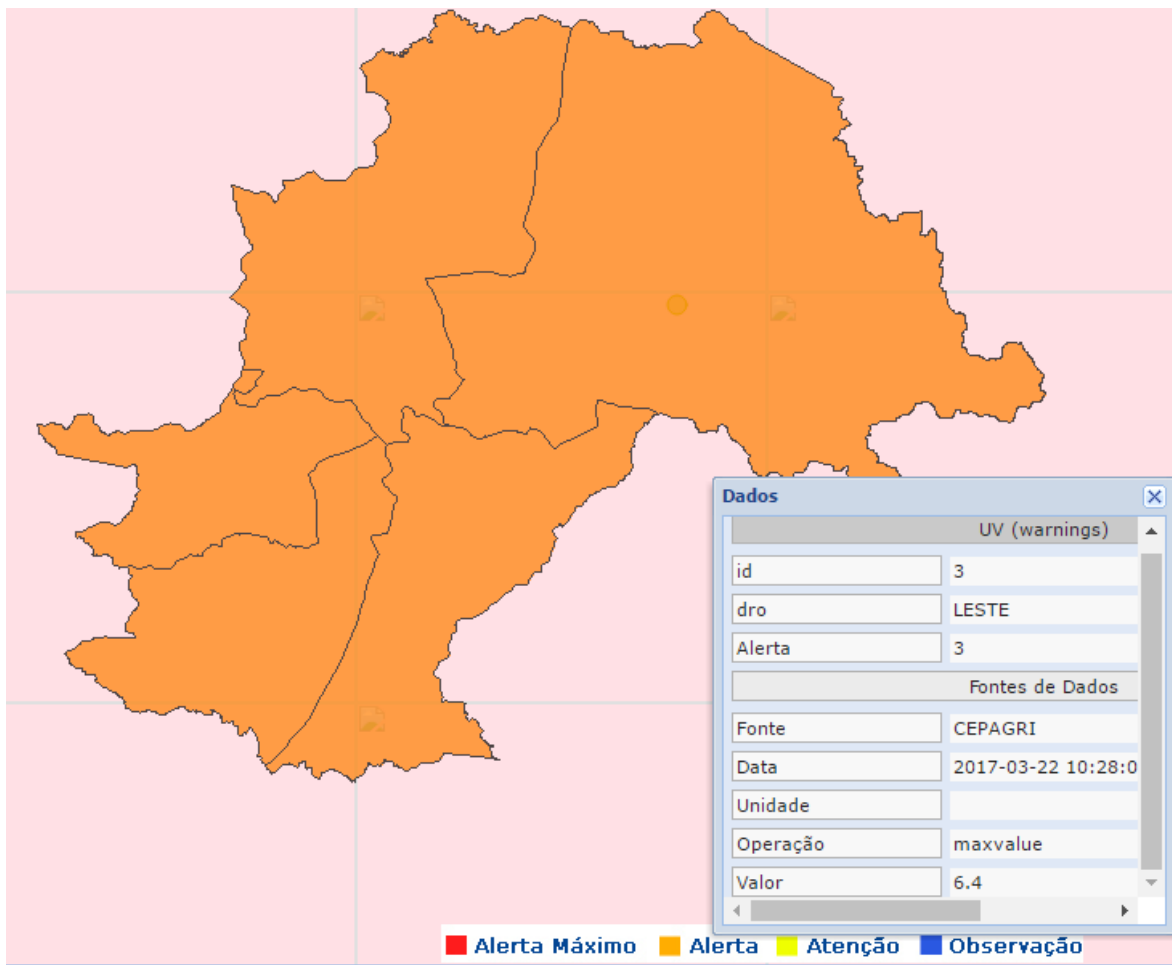 Dados
UV (warnings)
id 3
dro LESTE
Alerta 3
Fontes de Dados
Fonte CEPAGRI
Data 2017-03-22 10:28:0
Unidade
Operação maxvalue
Valor 6.4
Alerta Máximo Alerta Atenção Observação